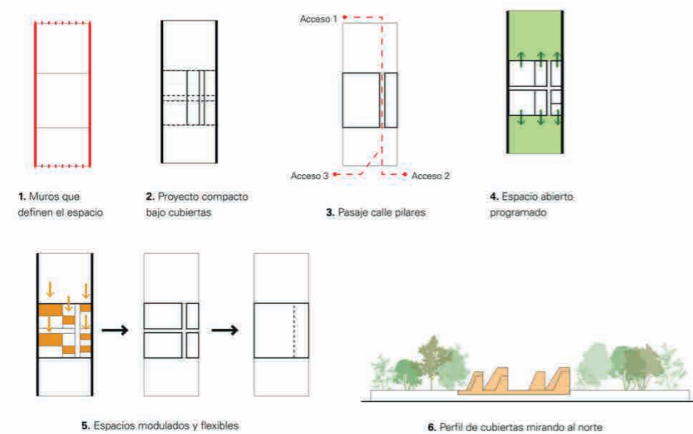 Acceso 1
Acceso 3
Acceso 2
1. Muros que
definen el espacio
2. Proyecto compacto
bajo cubiertas
3. Pasaje calle pilares
4. Espacio abierto
programado
5. Espacios modulados y flexibles
6. Perfil de cubiertas mirando al norte